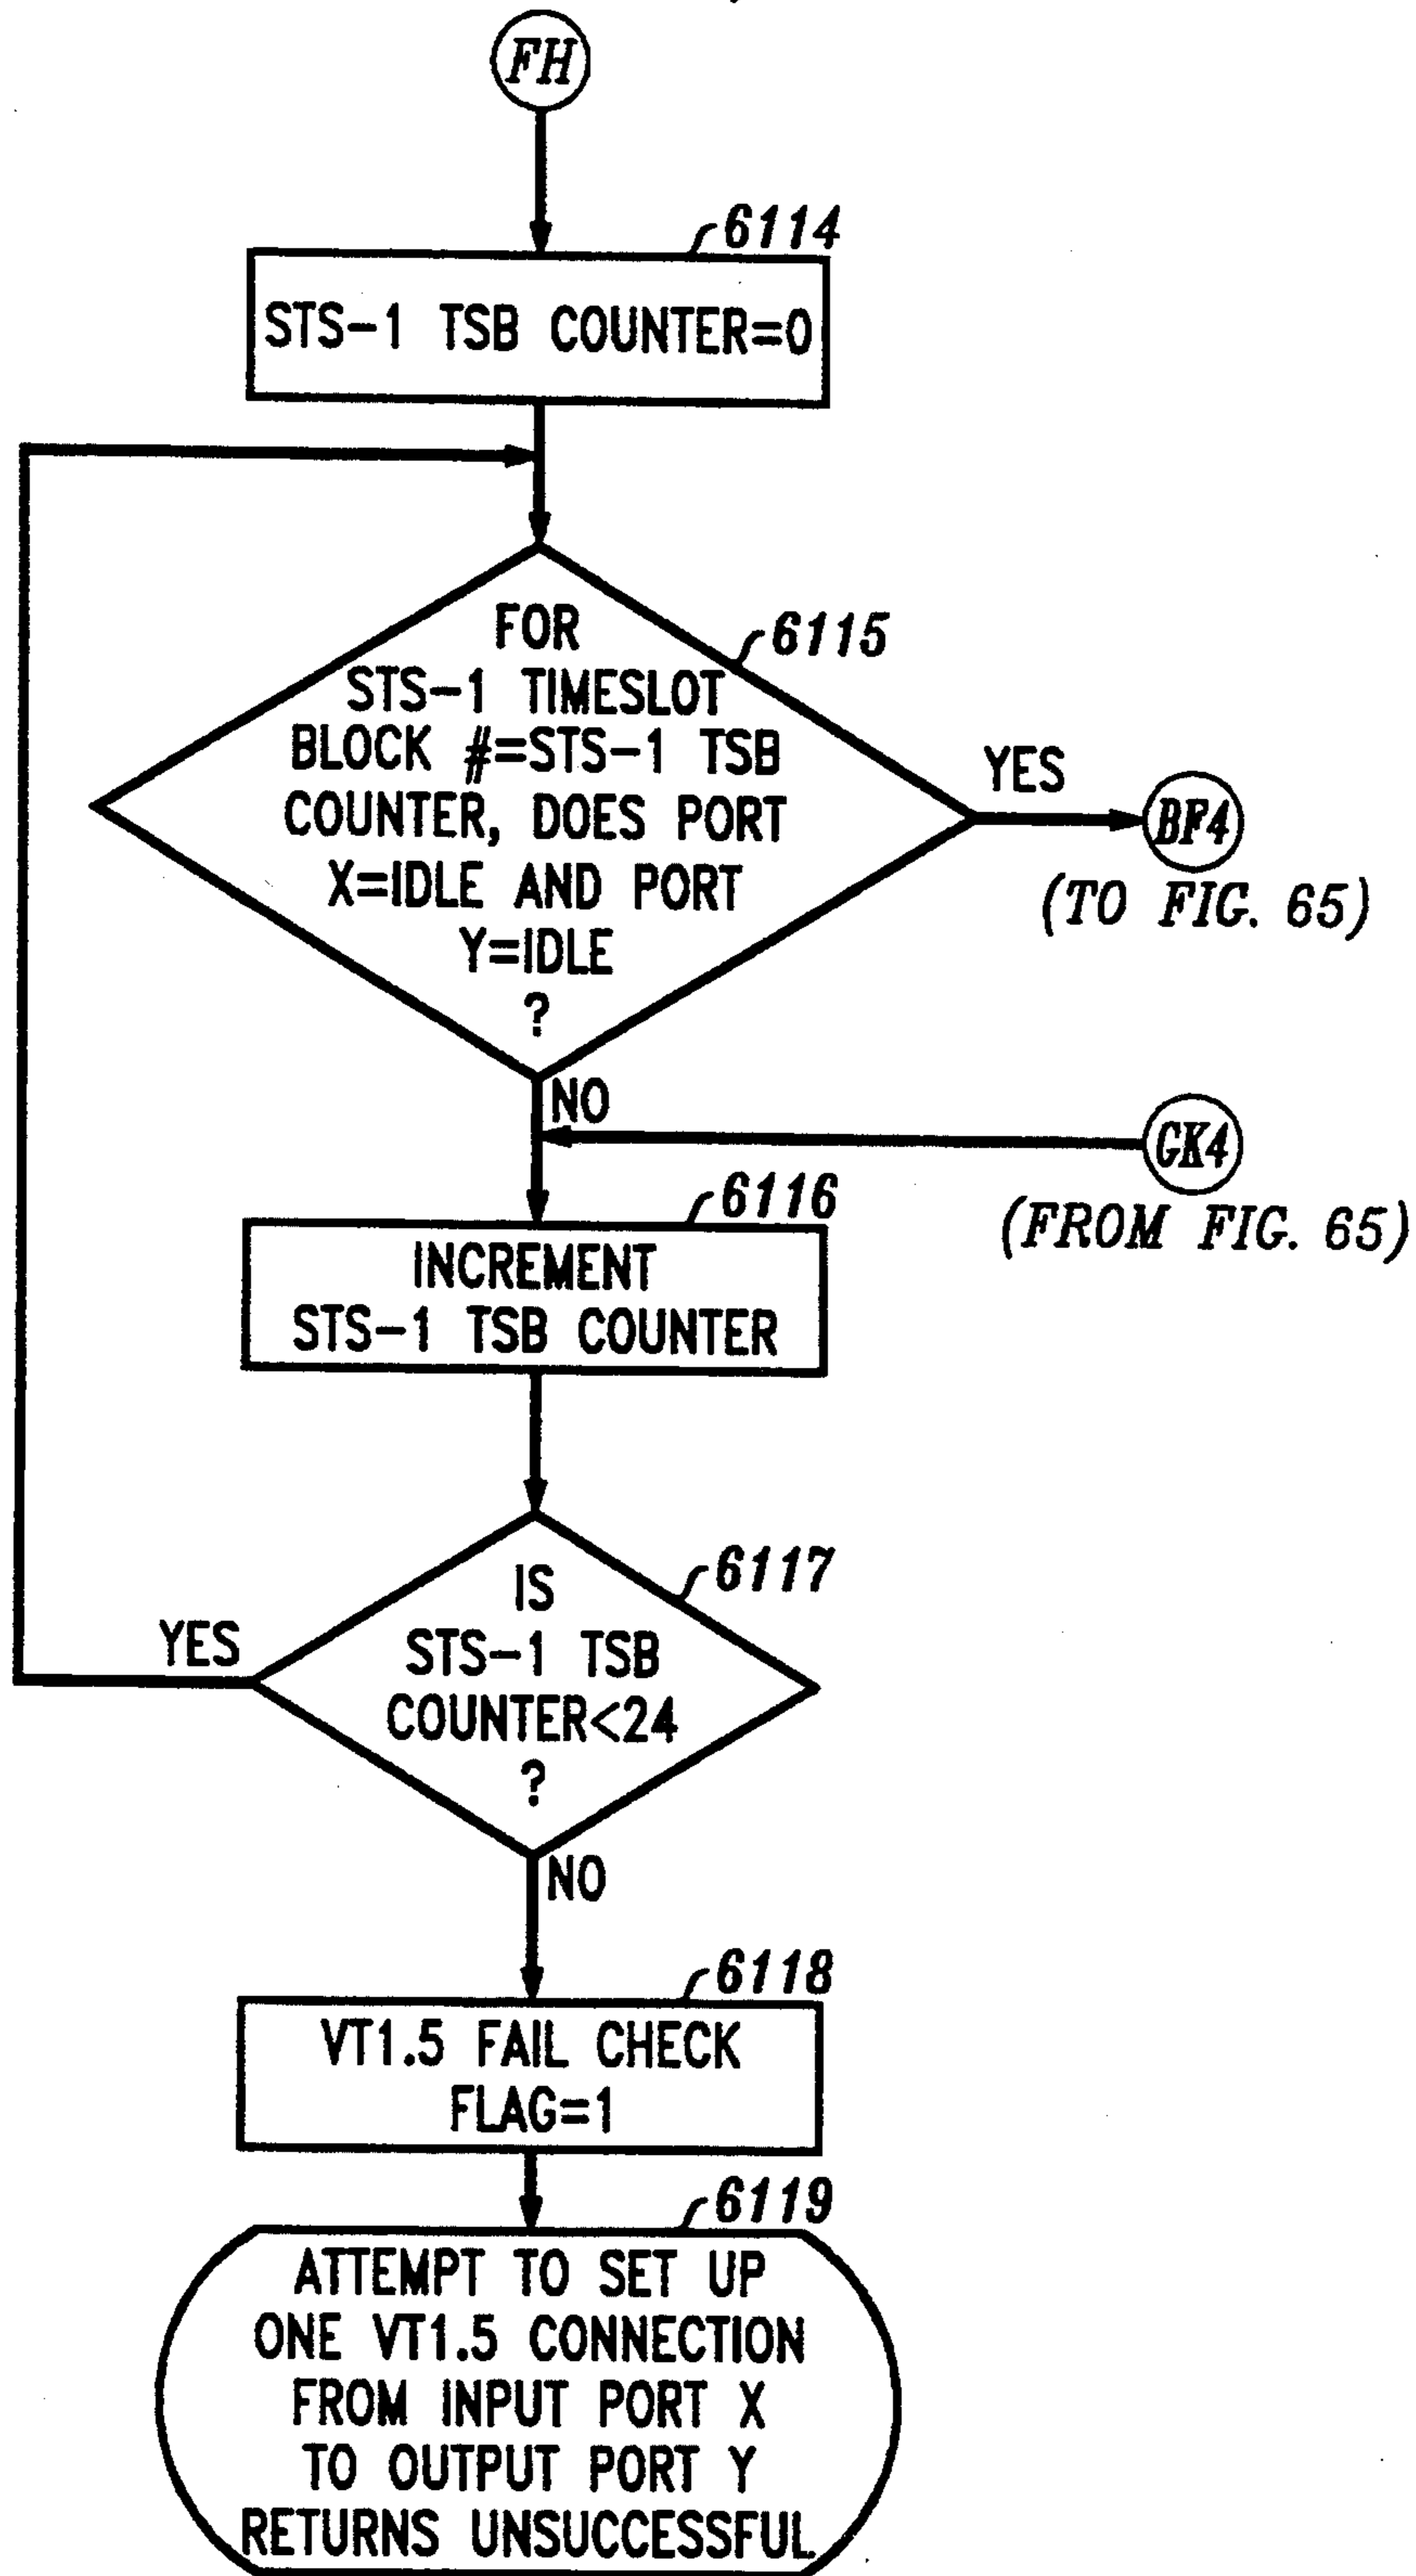 FH
6114
STS-1 TSB COUNTER=0
6115
FOR
STS-1 TIMESLOT
BLOCK #=STS-1 TSB
COUNTER, DOES PORT
X=IDLE AND PORT
Y=IDLE
?
YES
BF4
(TO FIG. 65)
NO
GK4
(FROM FIG. 65)
6116
INCREMENT
STS-1 TSB COUNTER
6117
IS
STS-1 TSB
COUNTER<24
?
YES
NO
6118
VT1.5 FAIL CHECK
FLAG=1
6119
ATTEMPT TO SET UP
ONE VT1.5 CONNECTION
FROM INPUT PORT X
TO OUTPUT PORT Y
RETURNS UNSUCCESSFUL